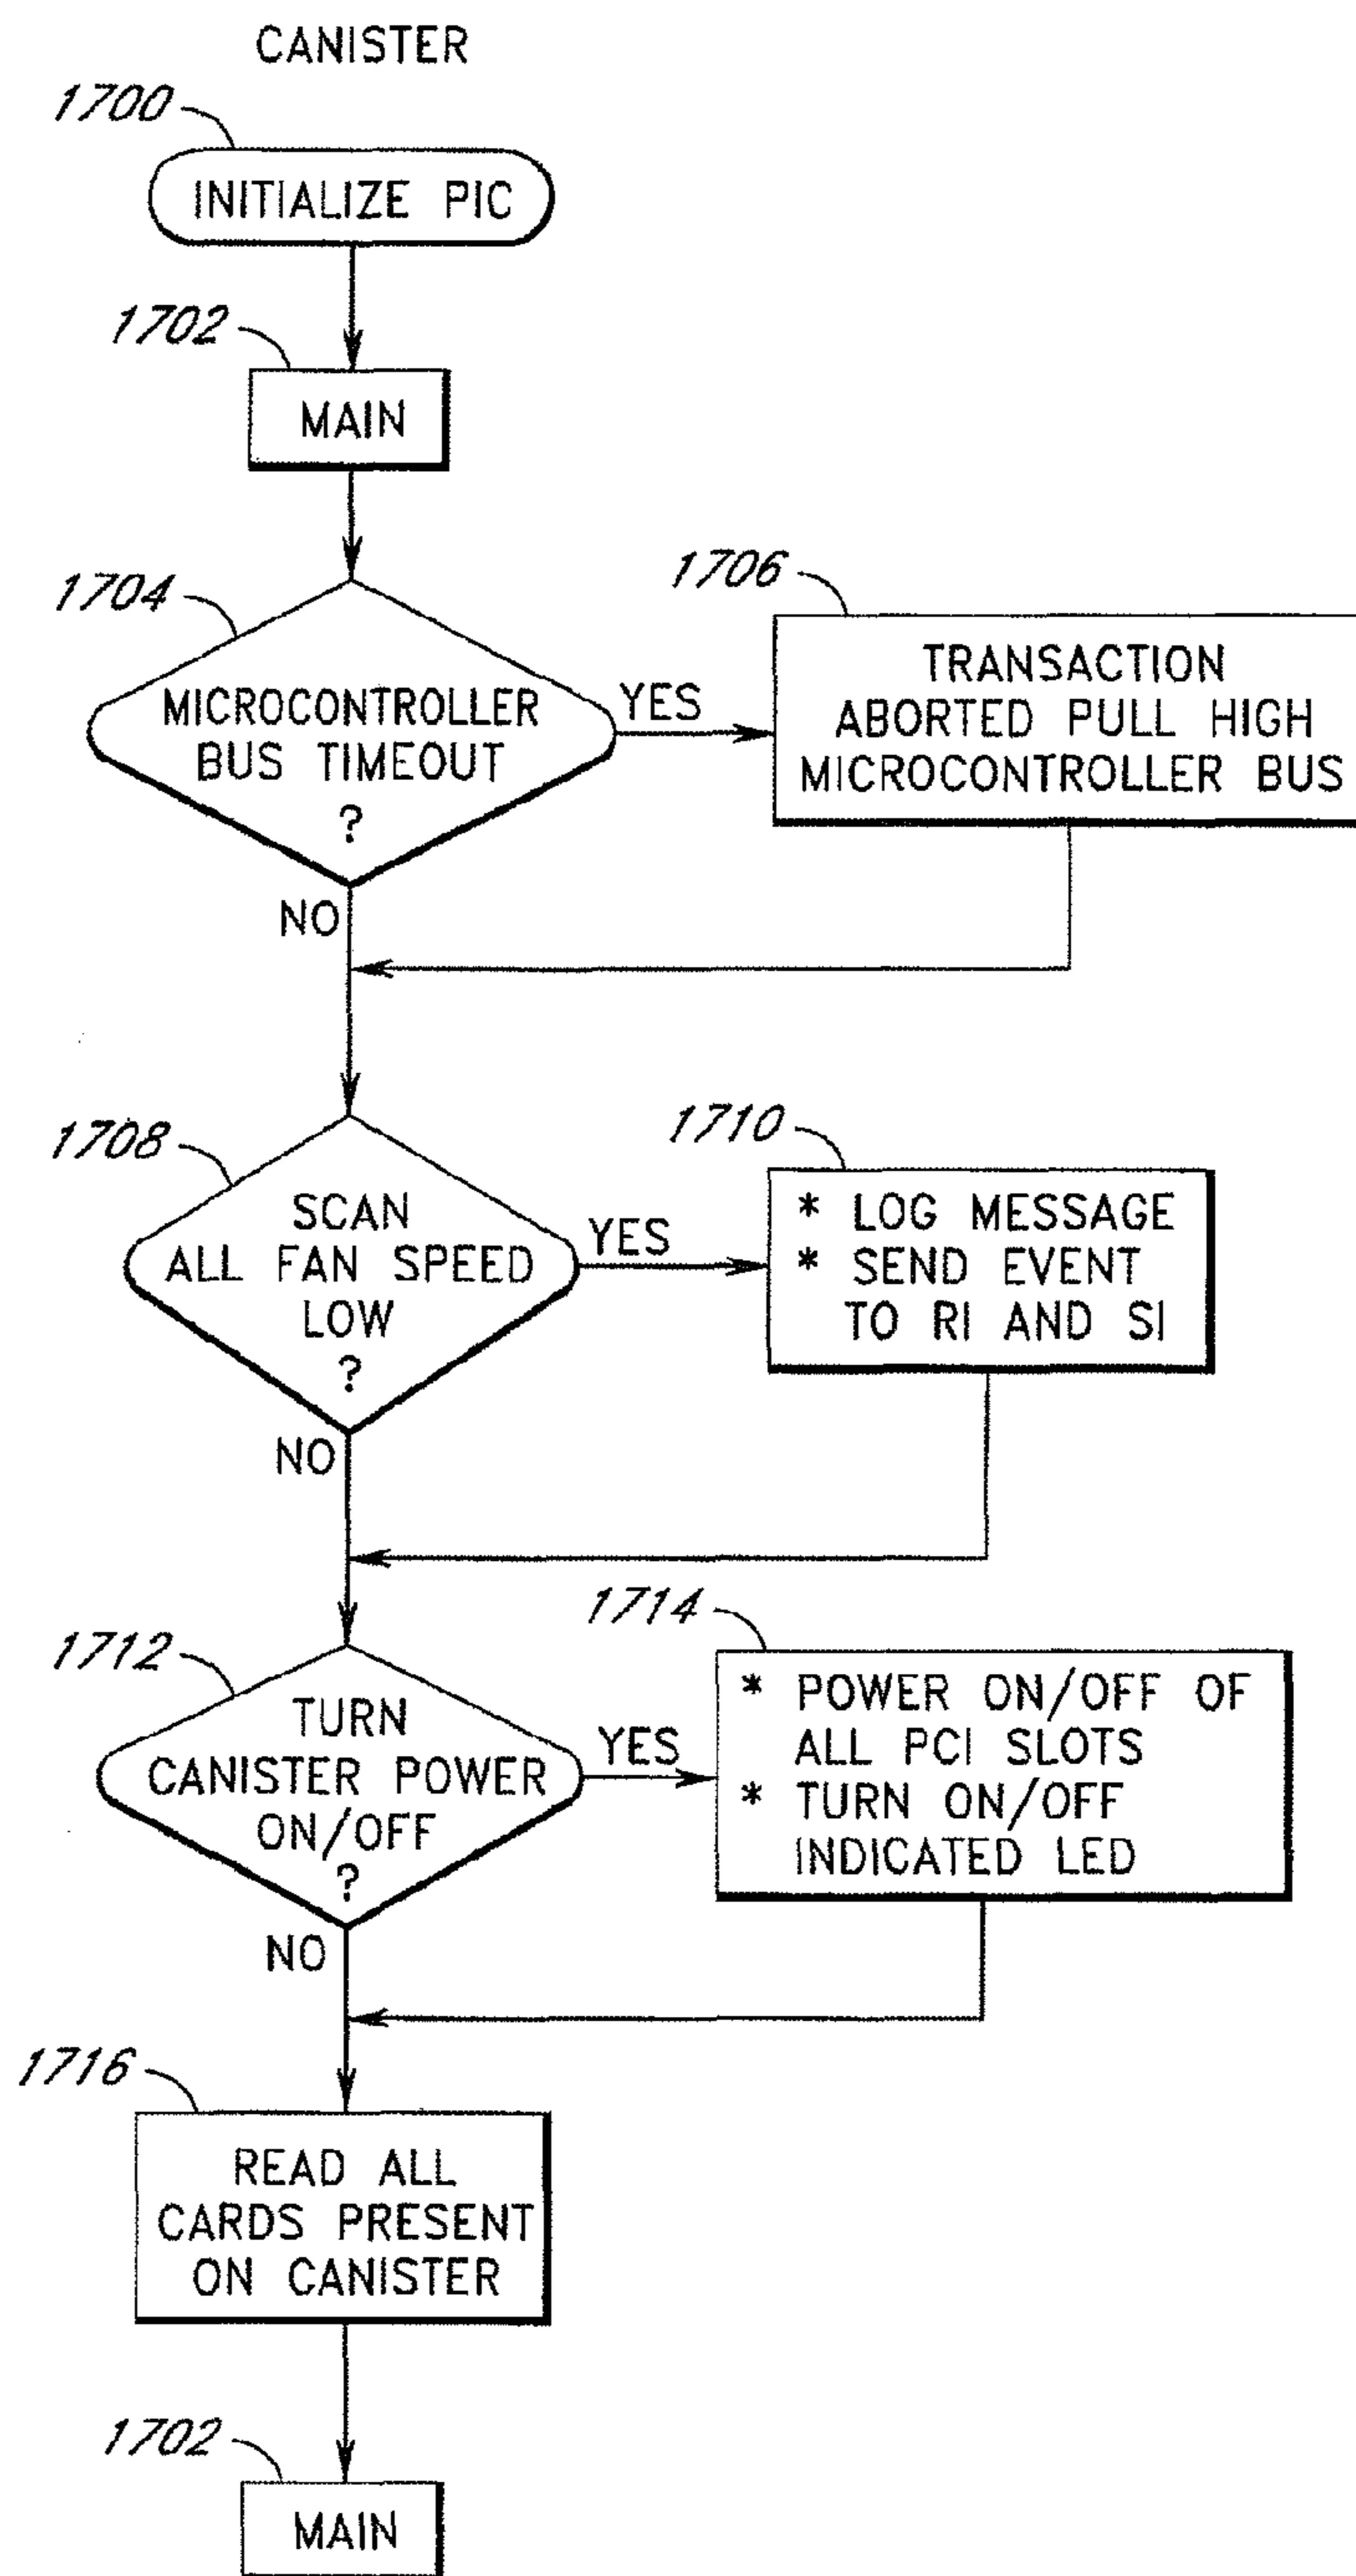 CANISTER
1700
INITIALIZE PIC
1702
MAIN
1704
MICROCONTROLLER
BUS TIMEOUT
?
YES
NO
1706
TRANSACTION
ABORTED PULL HIGH
MICROCONTROLLER BUS
1708
SCAN
ALL FAN SPEED
LOW
?
YES
NO
1710
* LOG MESSAGE
* SEND EVENT
TO RI AND SI
1712
TURN
CANISTER POWER
ON/OFF
?
YES
NO
1714
* POWER ON/OFF OF
ALL PCI SLOTS
* TURN ON/OFF
INDICATED LED
1716
READ ALL
CARDS PRESENT
ON CANISTER
1702
MAIN